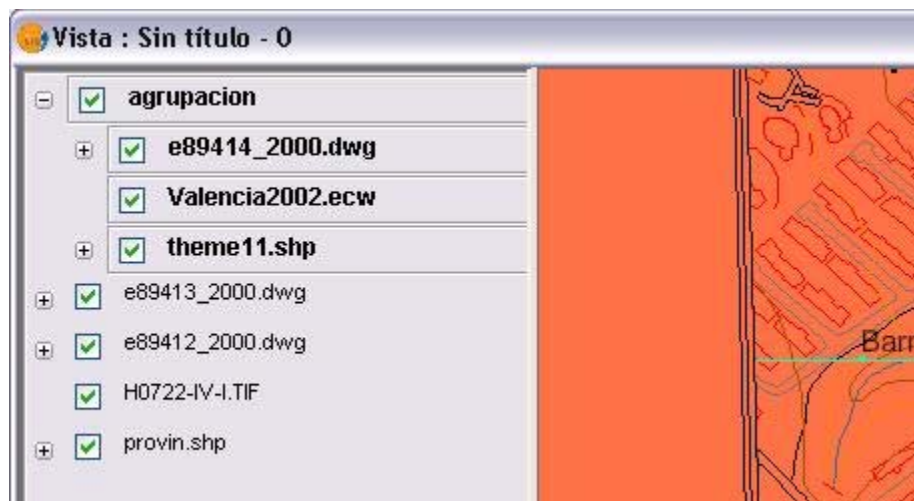 Vista : Sin título - 0
agrupacion
e89414_2000.dwg
Valencia2002.ecw
theme11.shp
e89413_2000.dwg
e89412_2000.dwg
H0722-IV-I.TIF
provin.shp
Barr